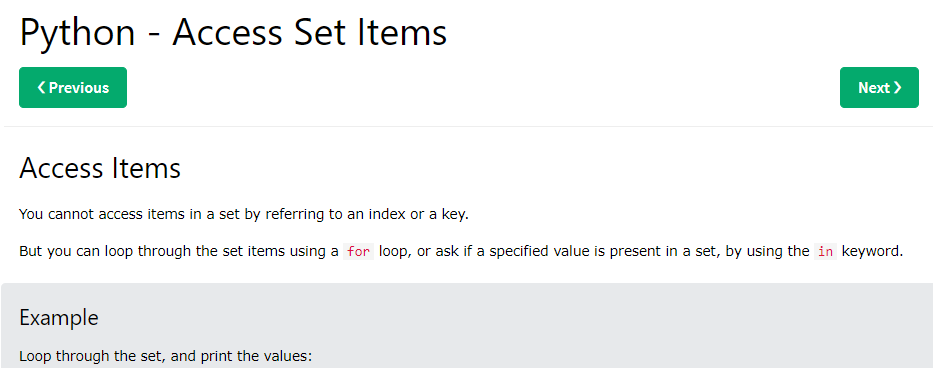 Python - Access Set Items
❮ Previous
Next ❯
Access Items
You cannot access items in a set by referring to an index or a key.
But you can loop through the set items using a for loop, or ask if a specified value is present in a set, by using the in keyword.
Example
Loop through the set, and print the values: